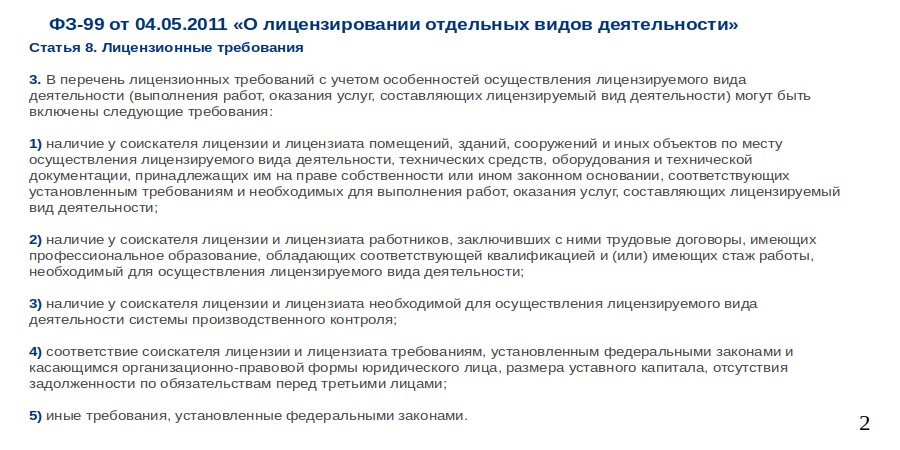 ФЗ-99 от 04.05.2011 «О лицензировании отдельных видов деятельности»
Статья 8. Лицензионные требования
3. В перечень лицензионных требований с учетом особенностей осуществления лицензируемого вида
деятельности (выполнения работ, оказания услуг, составляющих лицензируемый вид деятельности) могут быть
включены следующие требования:
1) наличие у соискателя лицензии и лицензиата помещений, зданий, сооружений и иных объектов по месту
осуществления лицензируемого вида деятельности, технических средств, оборудования и технической
документации, принадлежащих им на праве собственности или ином законном основании, соответствующих
установленным требованиям и необходимых для выполнения работ, оказания услуг, составляющих лицензируемый
вид деятельности;
2) наличие у соискателя лицензии и лицензиата работников, заключивших с ними трудовые договоры, имеющих
профессиональное образование, обладающих соответствующей квалификацией и (или) имеющих стаж работы,
необходимый для осуществления лицензируемого вида деятельности;
3) наличие у соискателя лицензии и лицензиата необходимой для осуществления лицензируемого вида
деятельности системы производственного контроля;
4) соответствие соискателя лицензии и лицензиата требованиям, установленным федеральными законами и
касающимся организационно-правовой формы юридического лица, размера уставного капитала, отсутствия
задолженности по обязательствам перед третьими лицами;
5) иные требования, установленные федеральными законами.
2